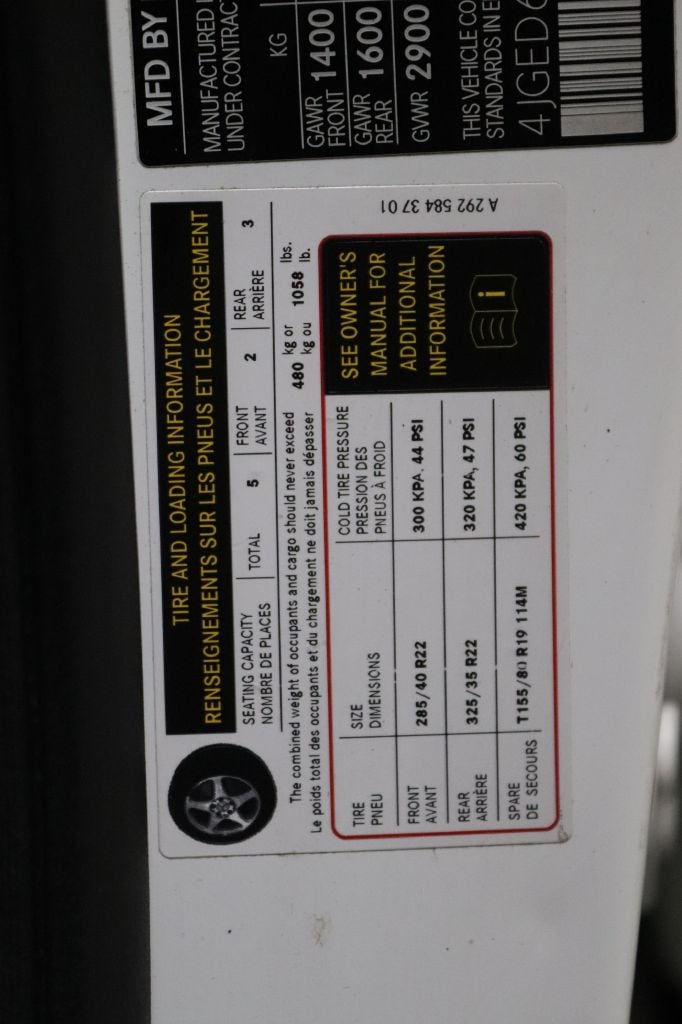 MFD BY
MANUFACTURED
UNDER CONTRACT
KG
GAWR
FRONT 1400
GAWR
REAR 1600
GVWR 2900
THIS VEHICLE CO
STANDARDS IN E
4JGED6
TIRE AND LOADING INFORMATION
RENSEIGNEMENTS SUR LES PNEUS ET LE CHARGEMENT
SEATING CAPACITY TOTAL 5 FRONT 2 REAR 3
NOMBRE DE PLACES AVANT ARRIÈRE
The combined weight of occupants and cargo should never exceed 480 kg or 1058 lbs.
Le poids total des occupants et du chargement ne doit jamais dépasser kg ou lb.
TIRE SIZE COLD TIRE PRESSURE
PNEU DIMENSIONS PRESSION DES
PNEUS À FROID
FRONT 285/40 R22 300 KPA, 44 PSI
AVANT
REAR 325/35 R22 320 KPA, 47 PSI
ARRIÈRE
SPARE T155/80 R19 114M 420 KPA, 60 PSI
DE SECOURS
SEE OWNER'S
MANUAL FOR
ADDITIONAL
INFORMATION
i
A 292 584 37 01